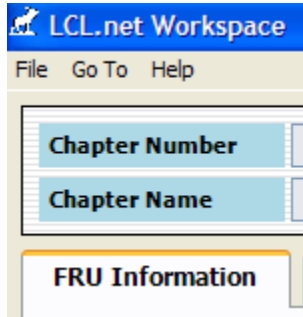 LCL.net Workspace
File Go To Help
Chapter Number
Chapter Name
FRU Information